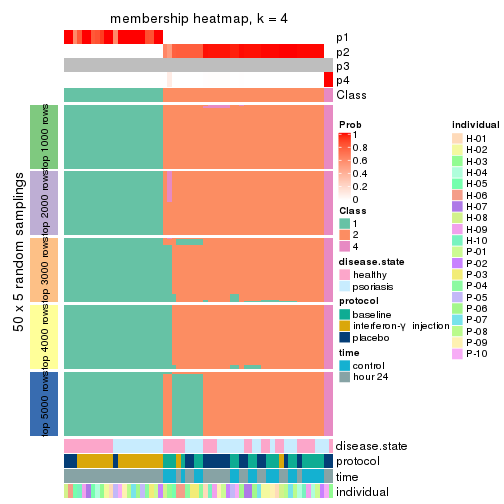 membership heatmap, k = 4
p1
p2
p3
p4
Class
50 x 5 random samplings
top 1000 rows
top 2000 rows
top 3000 rows
top 4000 rows
top 5000 rows
Prob
1
0.8
0.6
0.4
0.2
0
Class
1
2
4
disease.state
healthy
psoriasis
protocol
baseline
interferon-γ injection
placebo
time
control
hour 24
individual
H-01
H-02
H-03
H-04
H-05
H-06
H-07
H-08
H-09
H-10
P-01
P-02
P-03
P-04
P-05
P-06
P-07
P-08
P-09
P-10
disease.state
protocol
time
individual